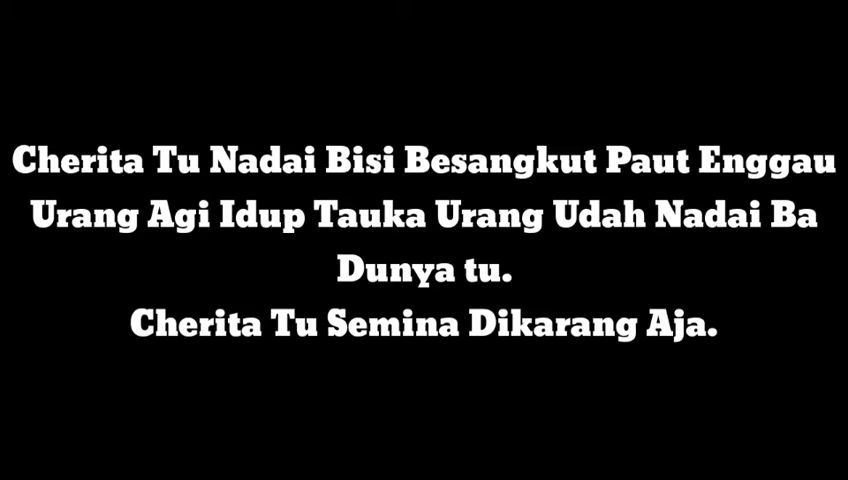 Cherita Tu Nadai Bisi Besangkut Paut Enggau
Urang Agi Idup Tauka Urang Udah Nadai Ba
Dunya tu.
Cherita Tu Semina Dikarang Aja.